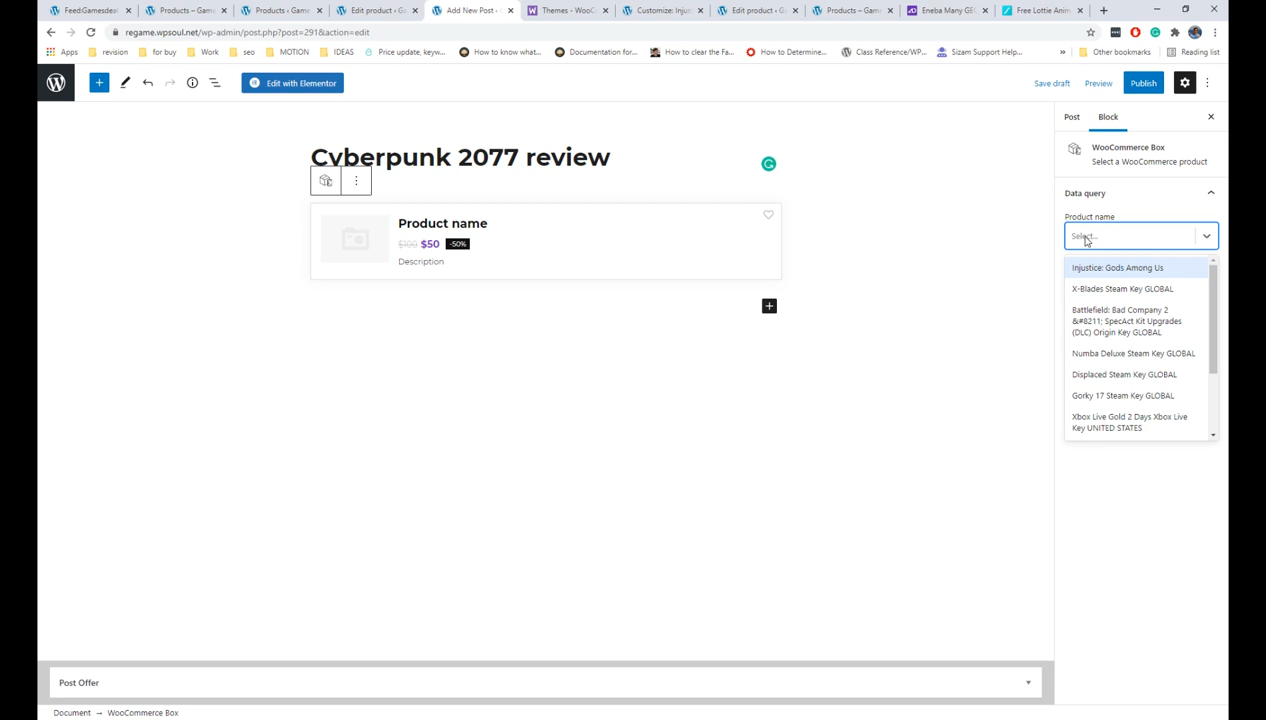 Feed:Gamesdeal
Products – Game
Products ‹ Game
Edit product ‹ Ga
Add New Post ‹
Themes - WooCo
Customize: Injus
Edit product ‹ Ga
Products – Game
Eneba Many GEO
Free Lottie Anim
regame.wpsoul.net/wp-admin/post.php?post=291&action=edit
Apps
revision
for buy
Work
seo
MOTION
IDEAS
Price update, keyw...
How to know what...
Documentation for...
How to clear the Fa...
How to Determine...
Class Reference/WP...
Sizam Support Help...
»
Other bookmarks
Reading list
Edit with Elementor
Save draft
Preview
Publish
Post
Block
WooCommerce Box
Select a WooCommerce product
Data query
Product name
Select...
Injustice: Gods Among Us
X-Blades Steam Key GLOBAL
Battlefield: Bad Company 2
&#8211; SpecAct Kit Upgrades
(DLC) Origin Key GLOBAL
Numba Deluxe Steam Key GLOBAL
Displaced Steam Key GLOBAL
Gorky 17 Steam Key GLOBAL
Xbox Live Gold 2 Days Xbox Live
Key UNITED STATES
Cyberpunk 2077 review
Product name
$100 $50 -50%
Description
Post Offer
Document → WooCommerce Box